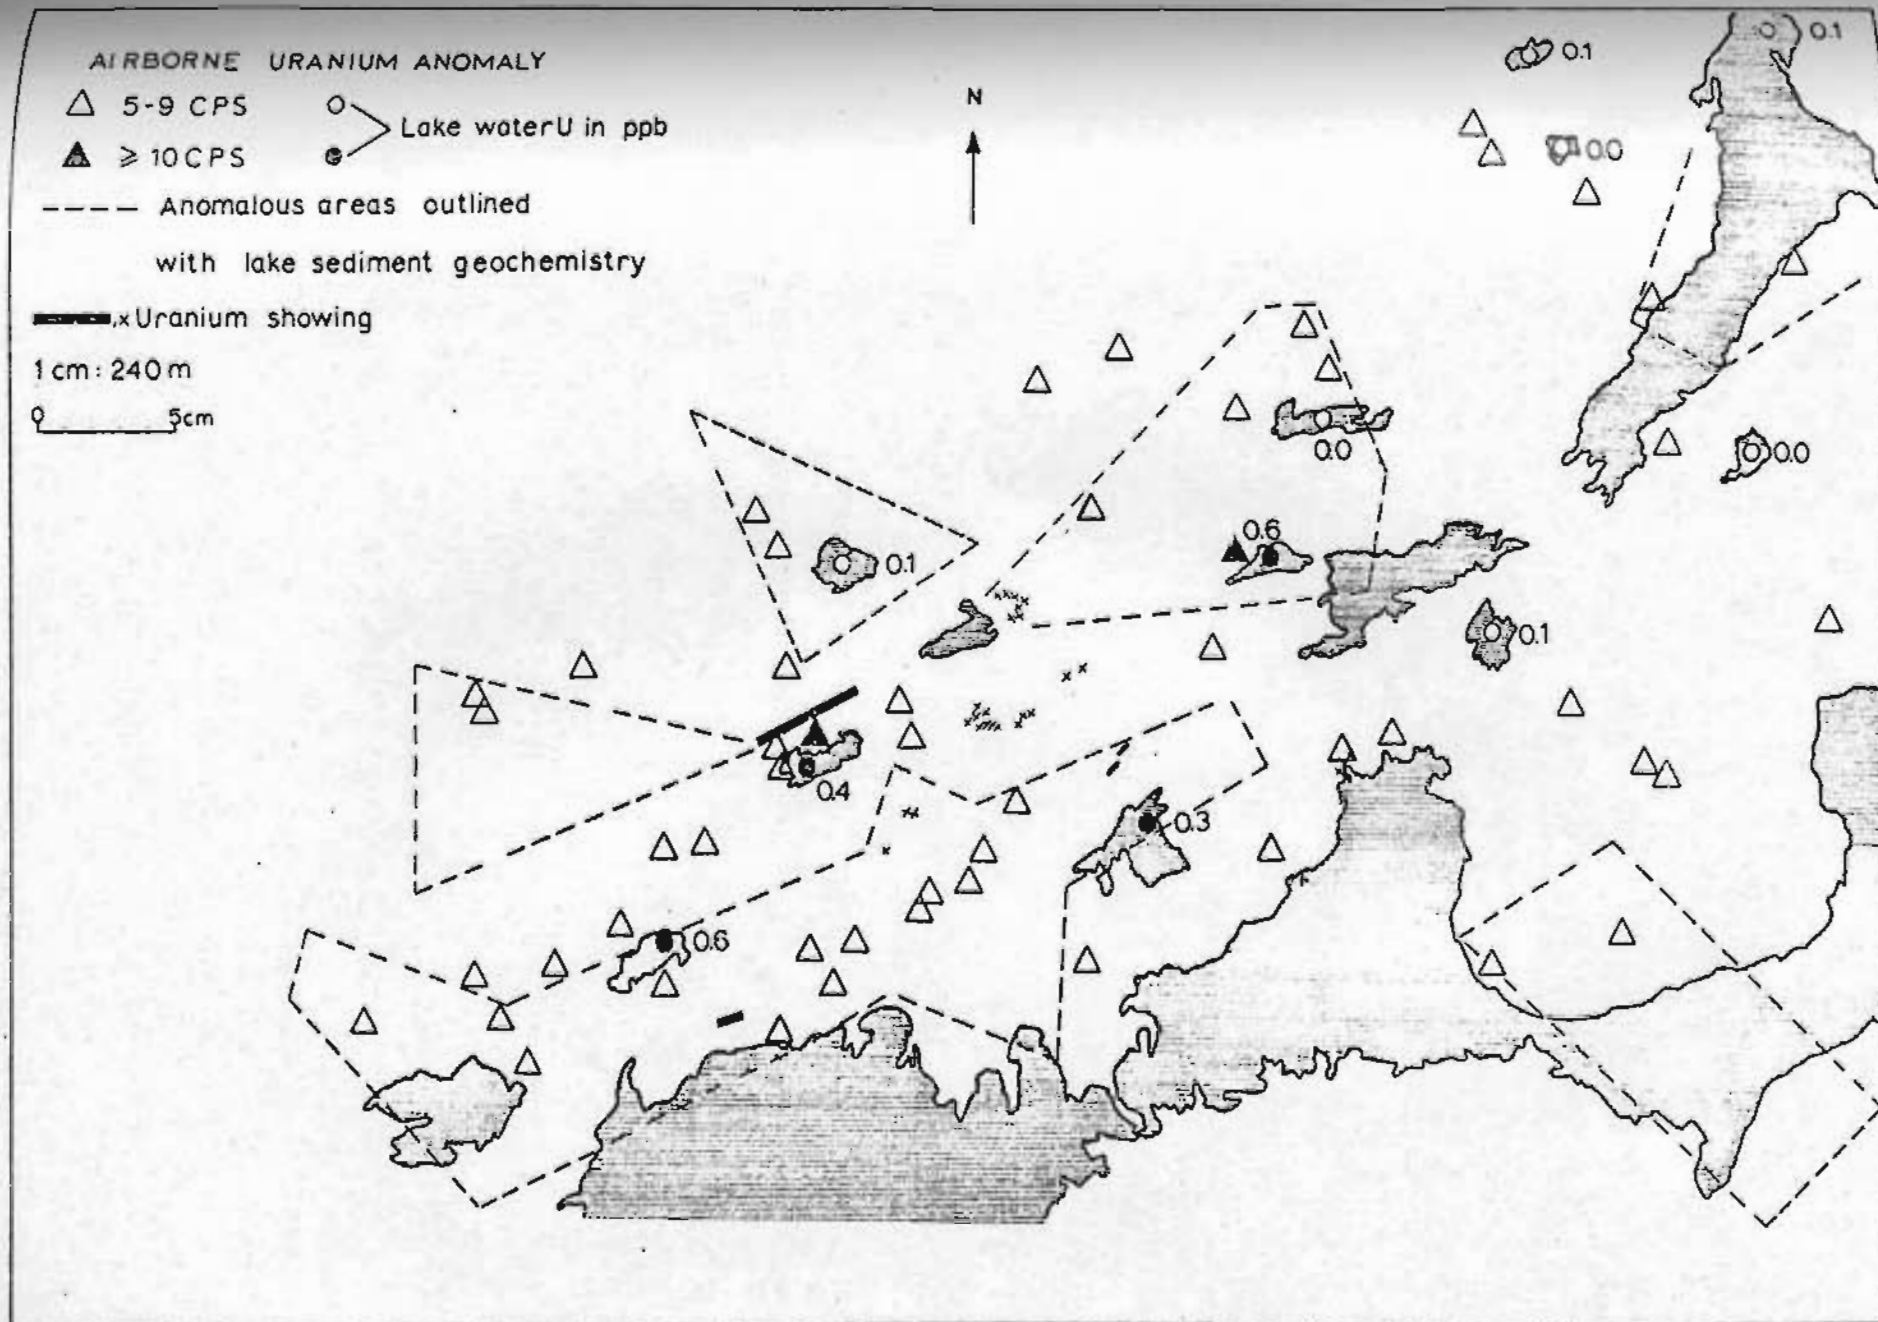 AIRBORNE URANIUM ANOMALY
△ 5-9 CPS
▲ ≥ 10 CPS
Lake water U in ppb
Anomalous areas outlined
with lake sediment geochemistry
,x Uranium showing
1 cm : 240 m
0 5cm
N
0.1
0.1
0.0
0.0
0.0
0.6
0.1
0.1
0.4
0.3
0.6